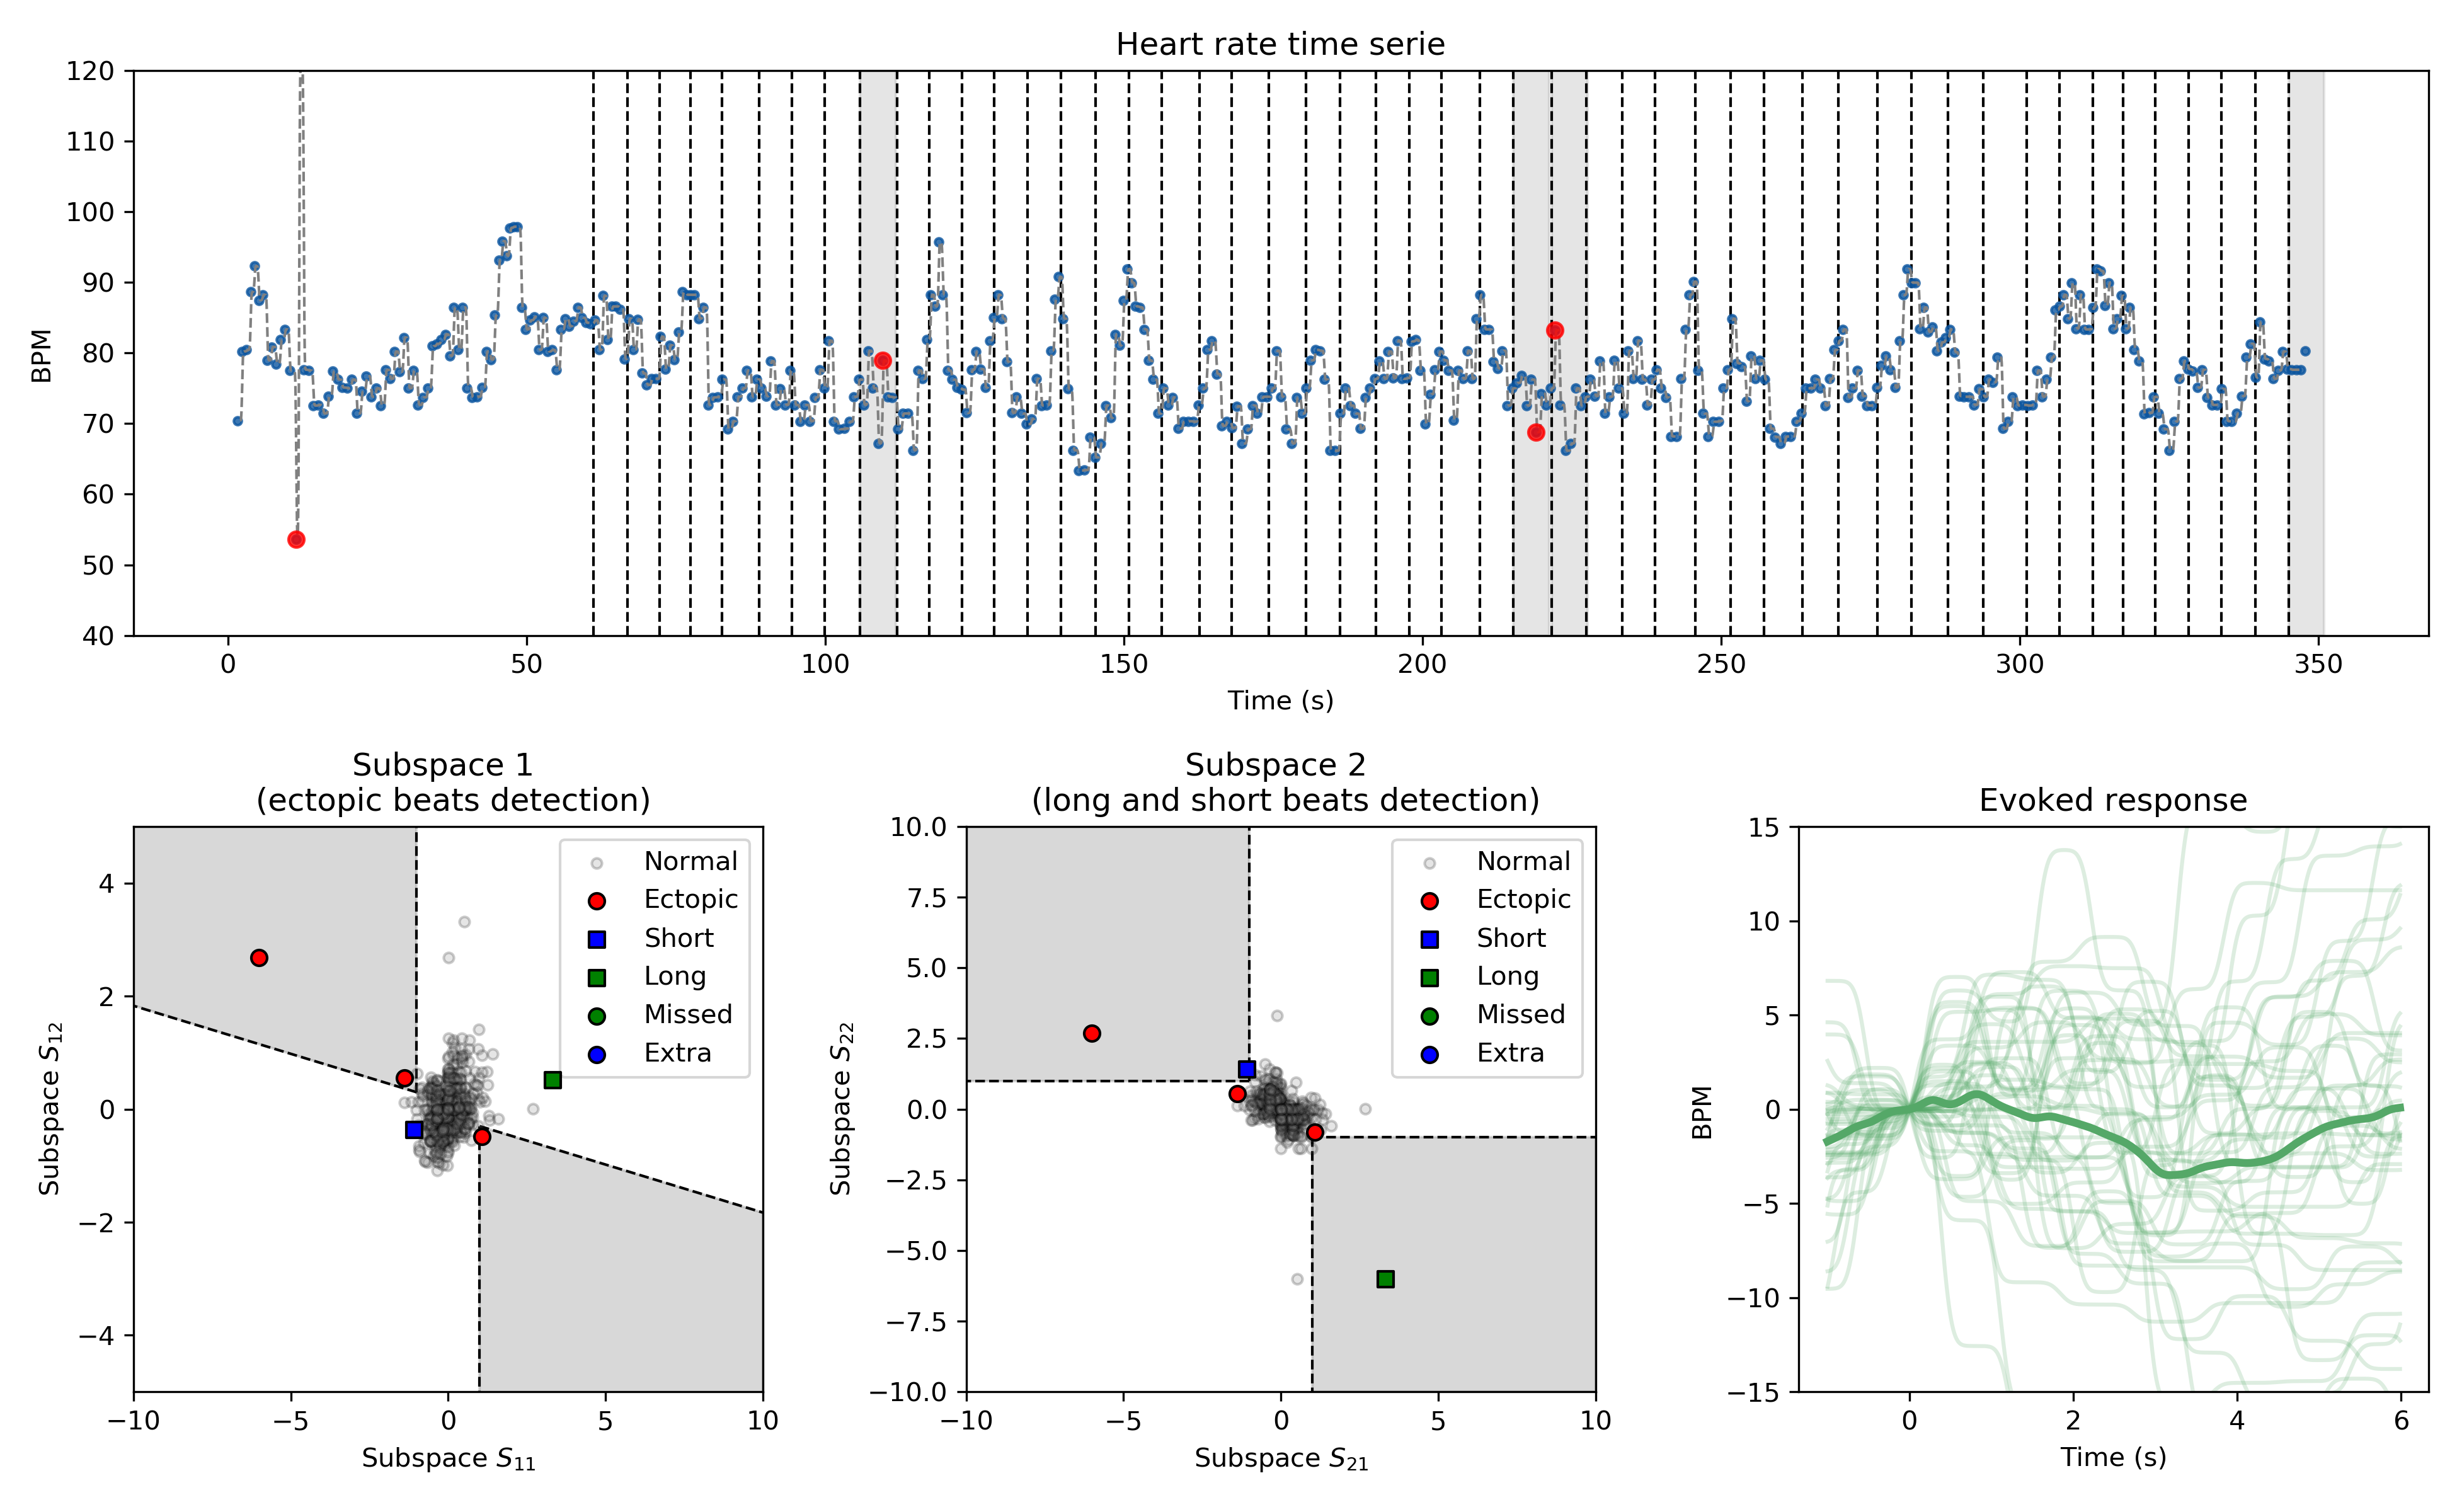 Heart rate time serie
120
110
100
90
80
70
60
50
40
BPM
0 50 100 150 200 250 300 350
Time (s)
Subspace 1
(ectopic beats detection)
4
2
0
−2
−4
Subspace S12
−10 −5 0 5 10
Subspace S11
Normal
Ectopic
Short
Long
Missed
Extra
Subspace 2
(long and short beats detection)
10.0
7.5
5.0
2.5
0.0
−2.5
−5.0
−7.5
−10.0
Subspace S22
−10 −5 0 5 10
Subspace S21
Normal
Ectopic
Short
Long
Missed
Extra
Evoked response
15
10
5
0
−5
−10
−15
BPM
0 2 4 6
Time (s)